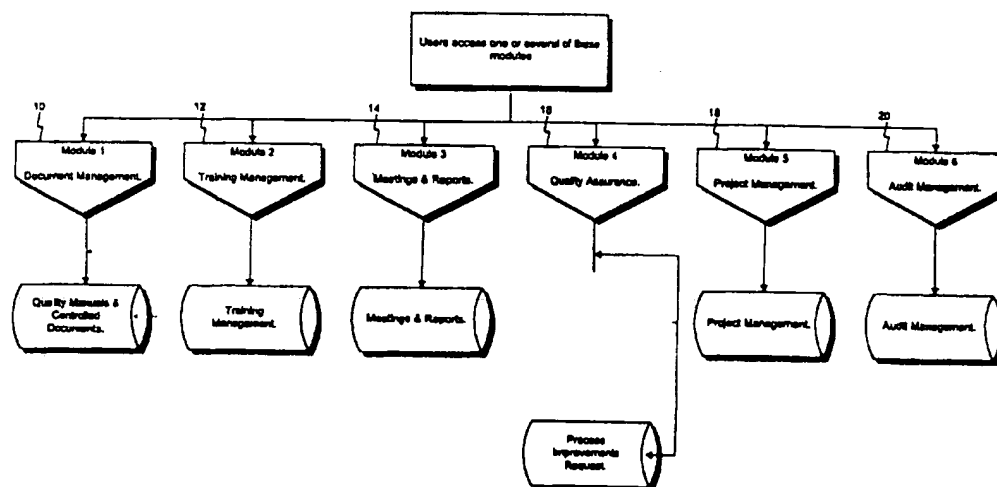 Users access one or several of these
modules
10
12
14
16
18
20
Module 1
Document Management.
Module 2
Training Management.
Module 3
Meetings & Reports.
Module 4
Quality Assurance.
Module 5
Project Management.
Module 6
Audit Management.
Quality Manuals &
Controlled
Documents.
Training
Management.
Meetings & Reports.
Project Management.
Audit Management.
Process
Improvements
Request.